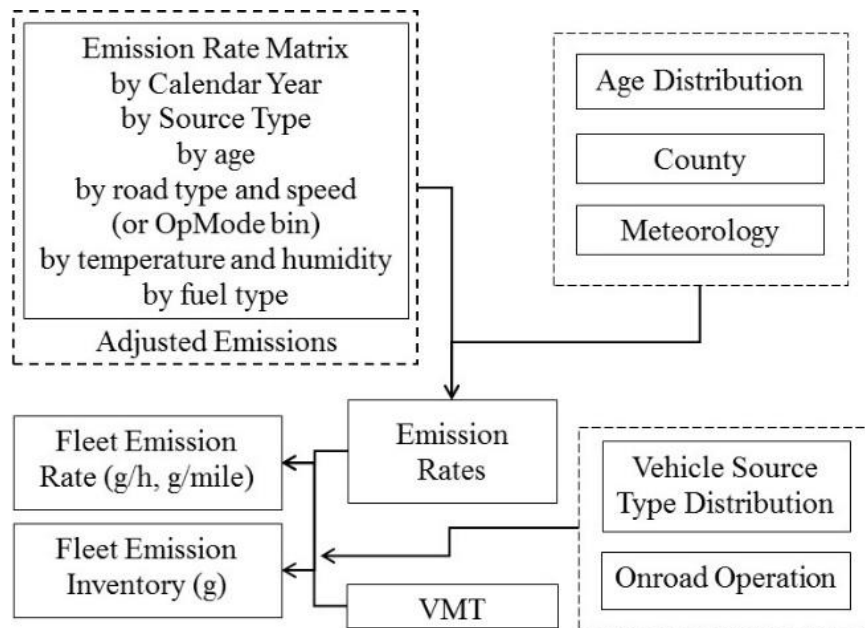 Emission Rate Matrix
by Calendar Year
by Source Type
by age
by road type and speed
(or OpMode bin)
by temperature and humidity
by fuel type
Adjusted Emissions
Age Distribution
County
Meteorology
Fleet Emission
Rate (g/h, g/mile)
Emission
Rates
Vehicle Source
Type Distribution
Fleet Emission
Inventory (g)
Onroad Operation
VMT